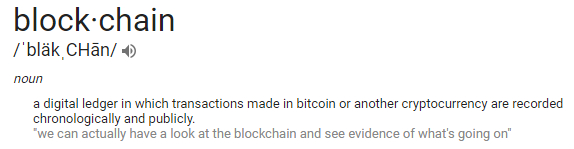 block·chain
/ˈbläkˌCHān/
noun
a digital ledger in which transactions made in bitcoin or another cryptocurrency are recorded
chronologically and publicly.
"we can actually have a look at the blockchain and see evidence of what's going on"